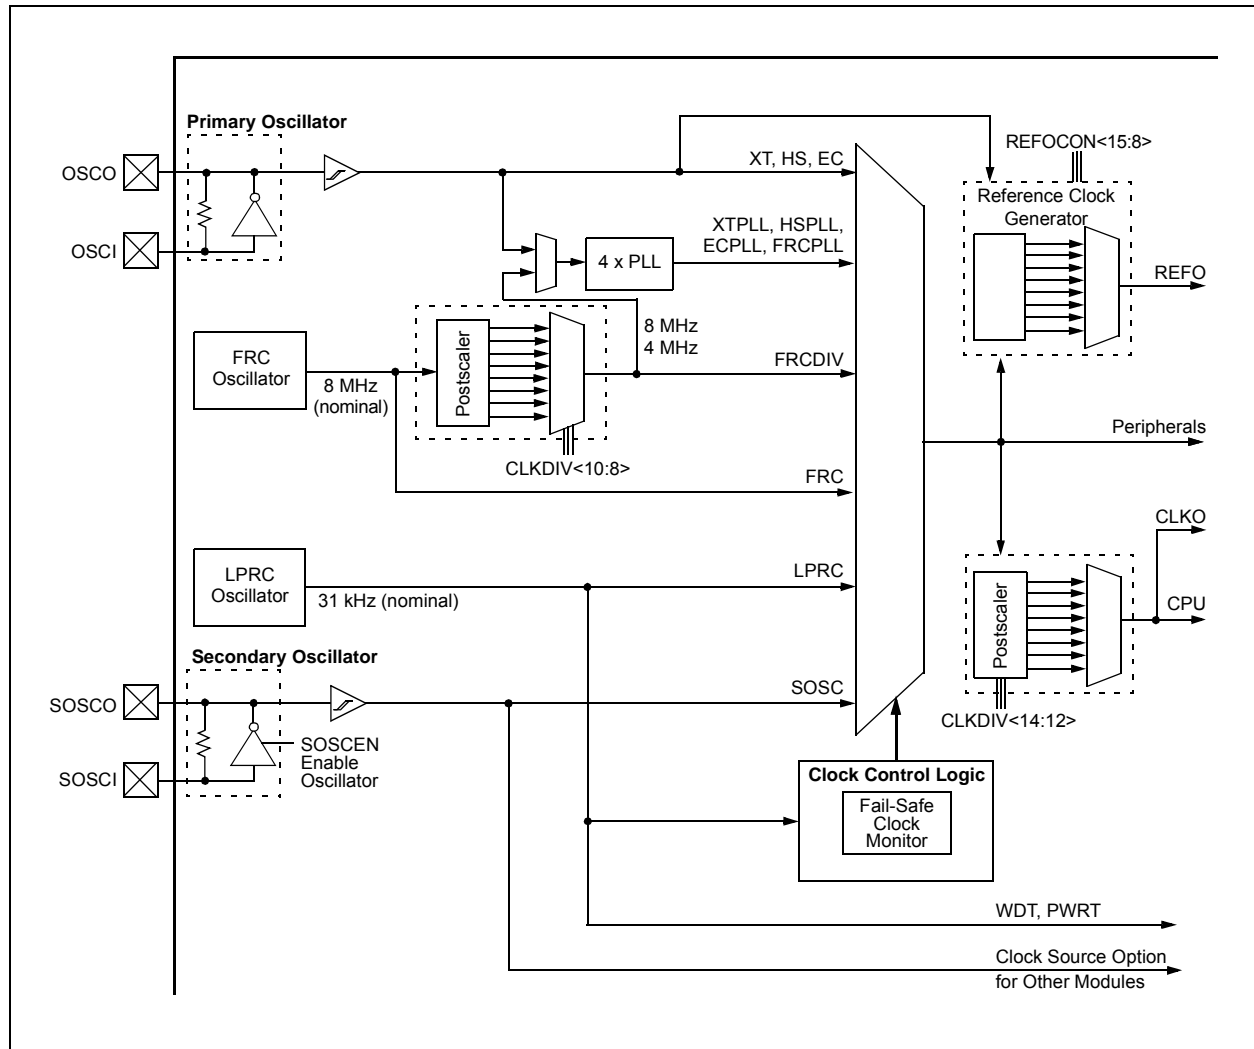 Primary Oscillator
OSCO
OSCI
XT, HS, EC
REFOCON<15:8>
Reference Clock
Generator
REFO
XTPLL, HSPLL,
ECPLL, FRCPLL
4 x PLL
8 MHz
4 MHz
FRC
Oscillator
8 MHz
(nominal)
Postscaler
CLKDIV<10:8>
FRCDIV
Peripherals
FRC
CLKO
LPRC
Oscillator
31 kHz (nominal)
LPRC
Postscaler
CPU
CLKDIV<14:12>
Secondary Oscillator
SOSCO
SOSCI
SOSCEN
Enable
Oscillator
SOSC
Clock Control Logic
Fail-Safe
Clock
Monitor
WDT, PWRT
Clock Source Option
for Other Modules